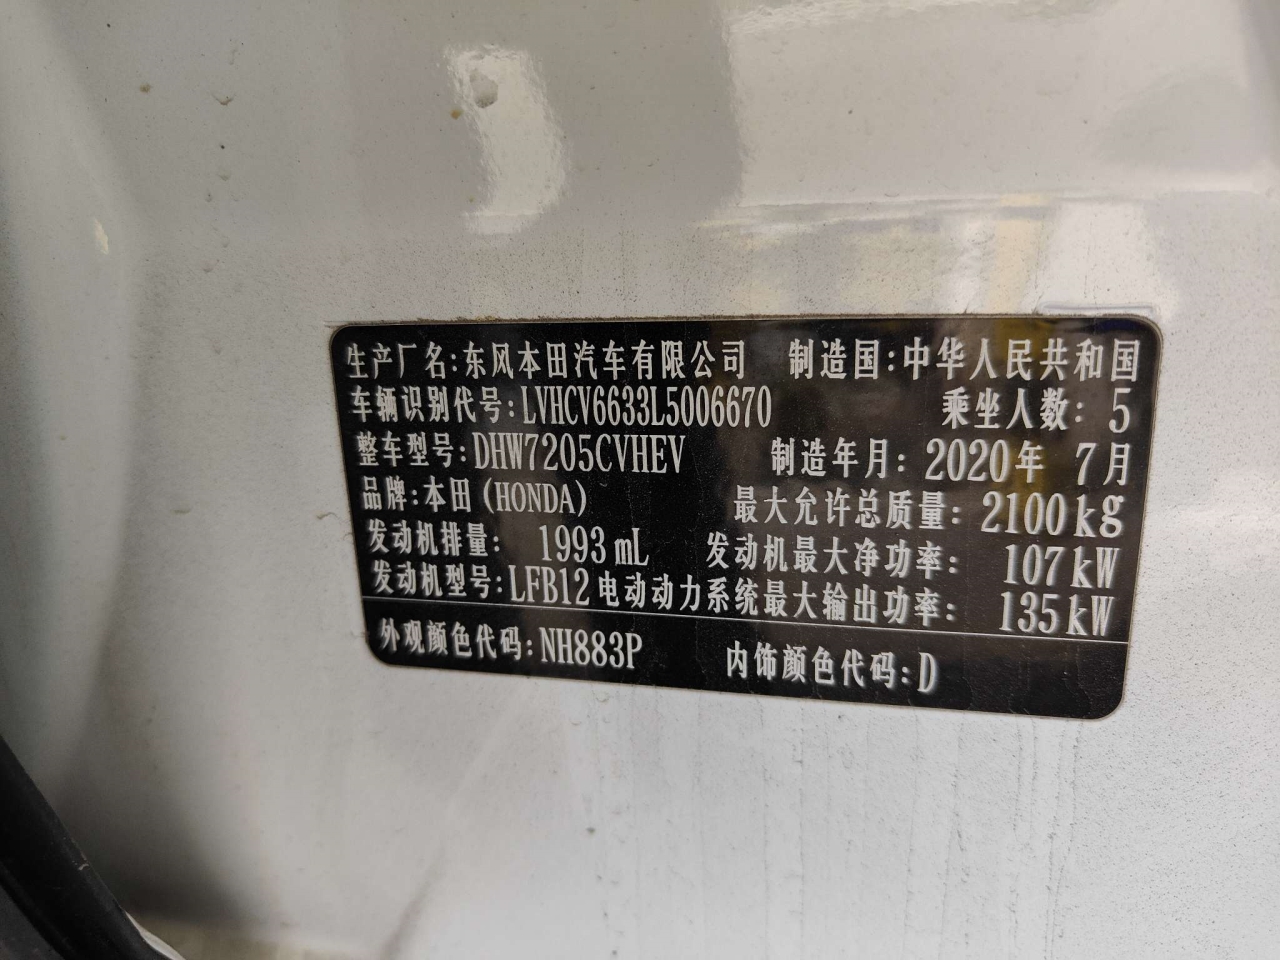 生产厂名:东风本田汽车有限公司 制造国:中华人民共和国
车辆识别代号:LVHCV6633L5006670 乘坐人数: 5
整车型号:DHW7205CVHEV 制造年月: 2020年 7月
品牌:本田(HONDA) 最大允许总质量: 2100kg
发动机排量: 1993mL 发动机最大净功率: 107kW
发动机型号:LFB12 电动动力系统最大输出功率: 135kW
外观颜色代码:NH883P 内饰颜色代码:D